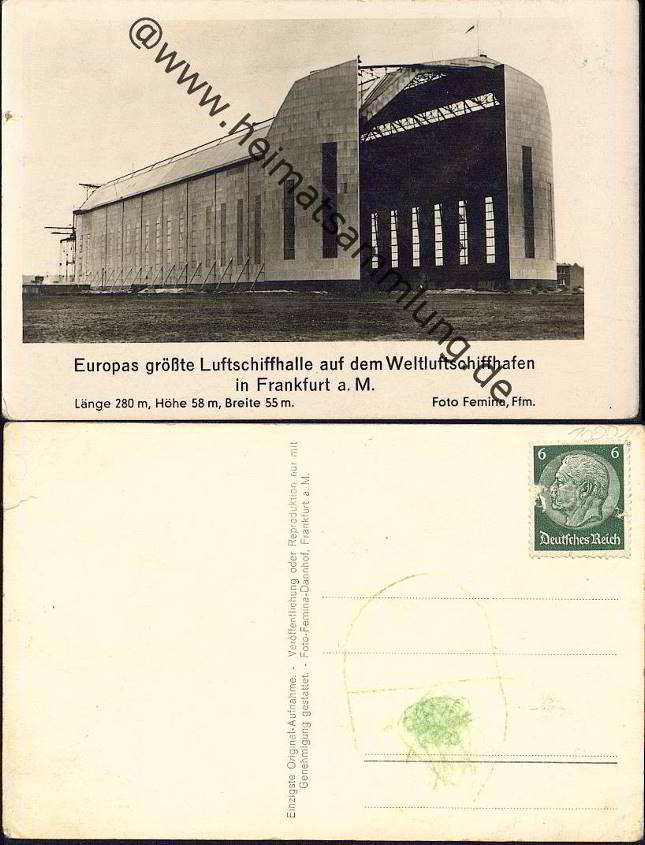 @www.heimatsammlung.de
Europas größte Luftschiffhalle auf dem Weltluftschiffhafen
in Frankfurt a. M.
Länge 280 m, Höhe 58 m, Breite 55 m.
Foto Femina, Ffm.
6 6
Deutsches Reich
Einzigste Original-Aufnahme. - Veröffentlichung oder Reproduktion nur mit
Genehmigung gestattet. - Foto-Femina-Dannhof, Frankfurt a. M.